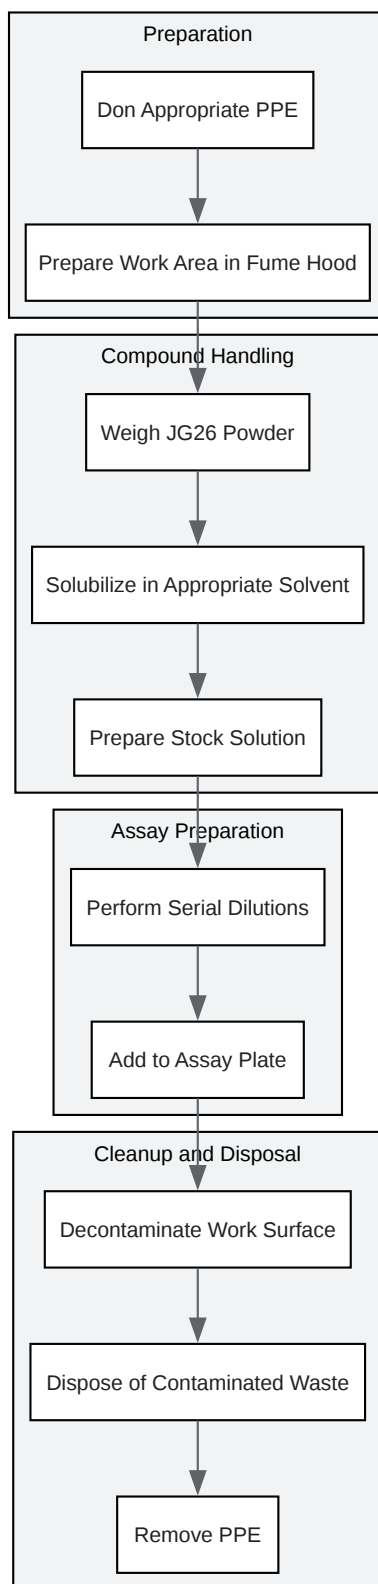 Preparation
Don Appropriate PPE
Prepare Work Area in Fume Hood
Compound Handling
Weigh JG26 Powder
Solubilize in Appropriate Solvent
Prepare Stock Solution
Assay Preparation
Perform Serial Dilutions
Add to Assay Plate
Cleanup and Disposal
Decontaminate Work Surface
Dispose of Contaminated Waste
Remove PPE